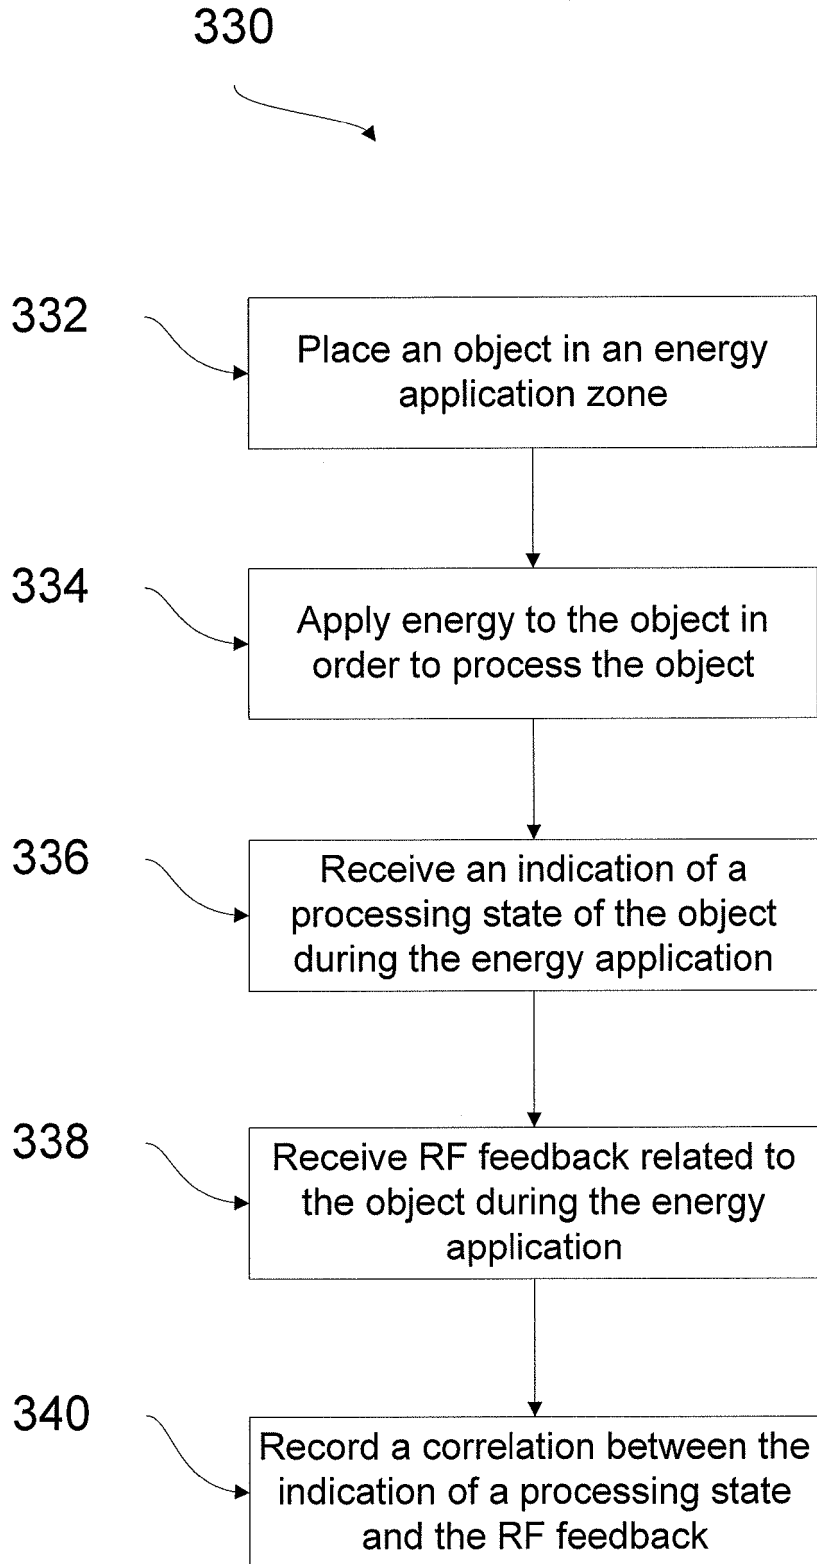 330
332
Place an object in an energy
application zone
334
Apply energy to the object in
order to process the object
336
Receive an indication of a
processing state of the object
during the energy application
338
Receive RF feedback related to
the object during the energy
application
340
Record a correlation between the
indication of a processing state
and the RF feedback